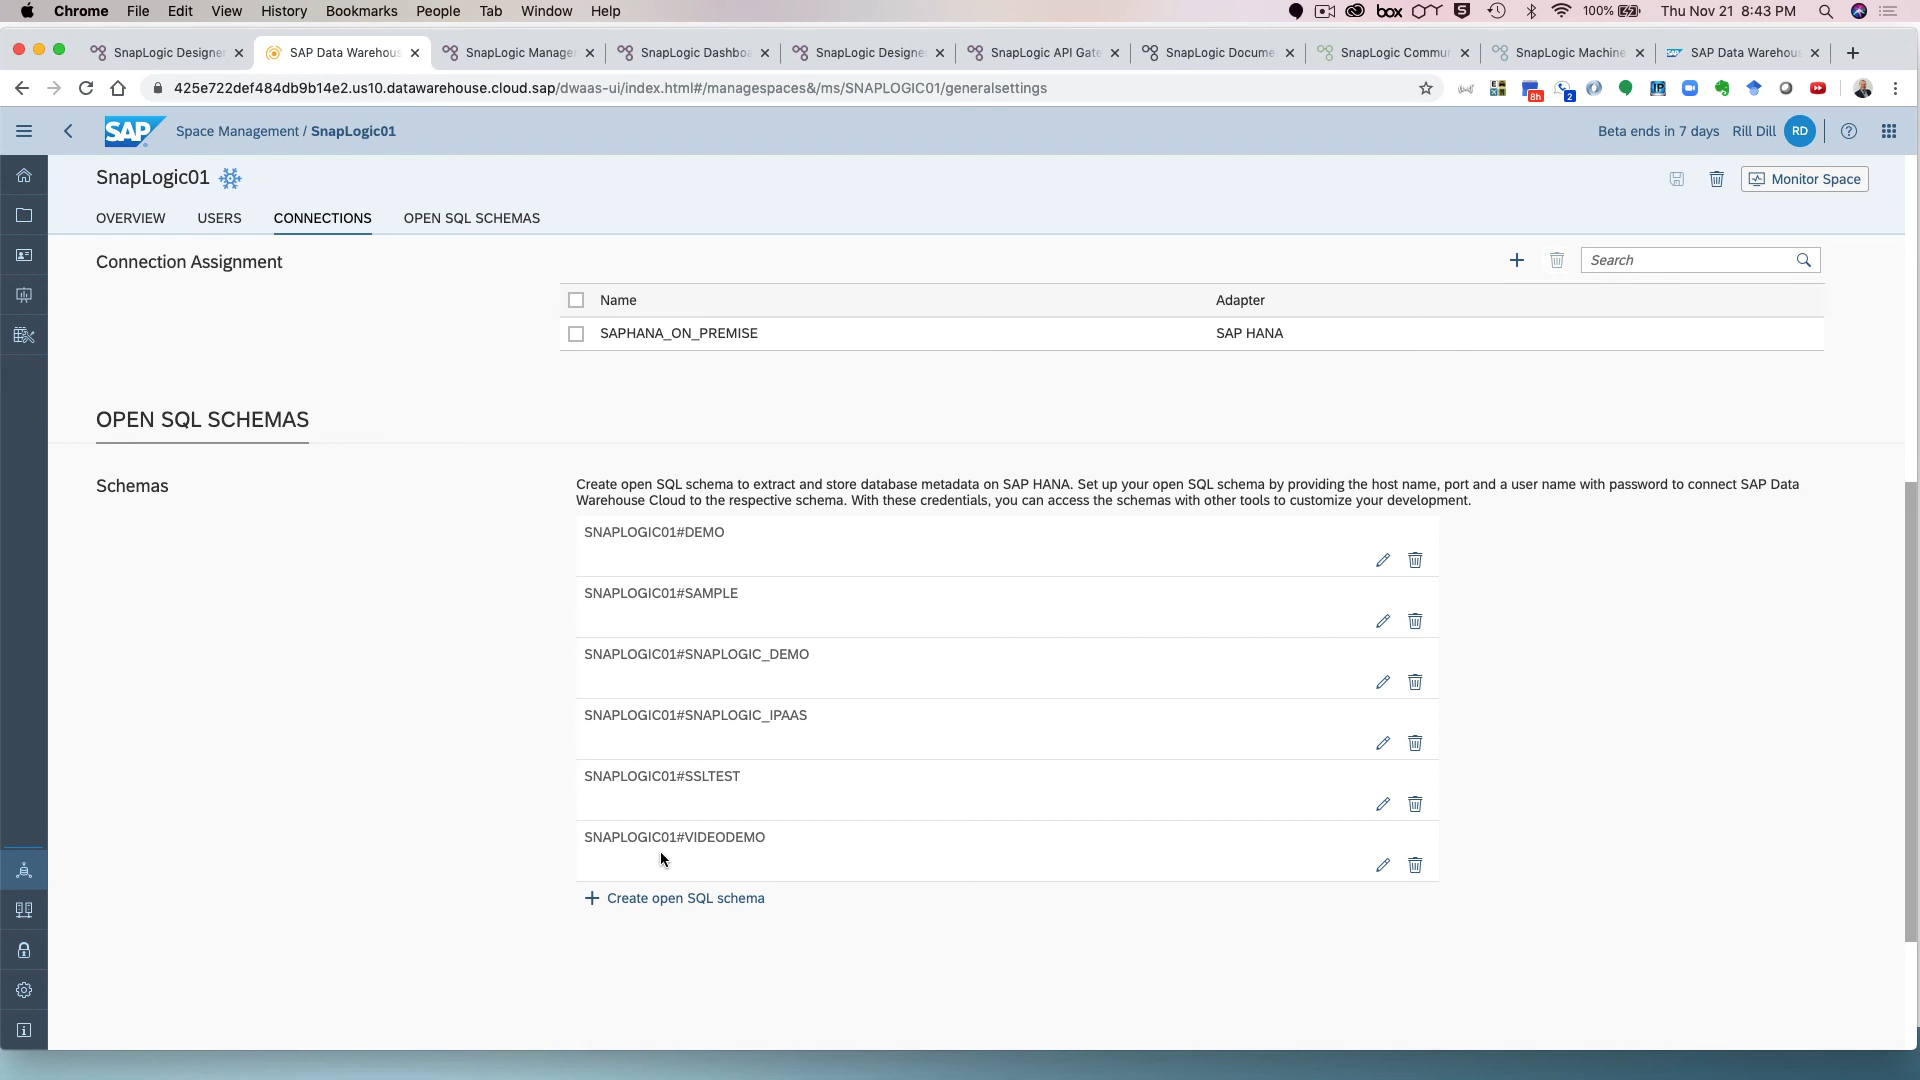 Chrome File Edit View History Bookmarks People Tab Window Help box 100% Thu Nov 21 8:43 PM
SnapLogic Designer SAP Data Warehous SnapLogic Manage SnapLogic Dashbo SnapLogic Designe SnapLogic API Gate SnapLogic Docume SnapLogic Commun SnapLogic Machine SAP Data Warehous
425e722def484db9b14e2.us10.datawarehouse.cloud.sap/dwaas-ui/index.html#/managespaces&/ms/SNAPLOGIC01/generalsettings
8h 2 IP
SAP Space Management / SnapLogic01 Beta ends in 7 days Rill Dill RD
SnapLogic01 Monitor Space
OVERVIEW USERS CONNECTIONS OPEN SQL SCHEMAS
Connection Assignment Search
Name Adapter
SAPHANA_ON_PREMISE SAP HANA
OPEN SQL SCHEMAS
Schemas
Create open SQL schema to extract and store database metadata on SAP HANA. Set up your open SQL schema by providing the host name, port and a user name with password to connect SAP Data
Warehouse Cloud to the respective schema. With these credentials, you can access the schemas with other tools to customize your development.
SNAPLOGIC01#DEMO
SNAPLOGIC01#SAMPLE
SNAPLOGIC01#SNAPLOGIC_DEMO
SNAPLOGIC01#SNAPLOGIC_IPAAS
SNAPLOGIC01#SSLTEST
SNAPLOGIC01#VIDEODEMO
Create open SQL schema